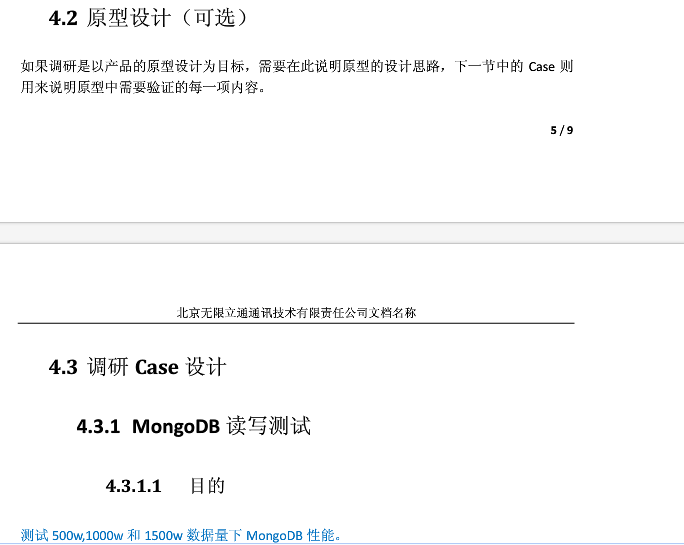 4.2 原型设计（可选）
如果调研是以产品的原型设计为目标，需要在此说明原型的设计思路，下一节中的 Case 则
用来说明原型中需要验证的每一项内容。
5 / 9
北京无限立通通讯技术有限责任公司文档名称
4.3 调研 Case 设计
4.3.1 MongoDB 读写测试
4.3.1.1 目的
测试 500w,1000w 和 1500w 数据量下 MongoDB 性能。